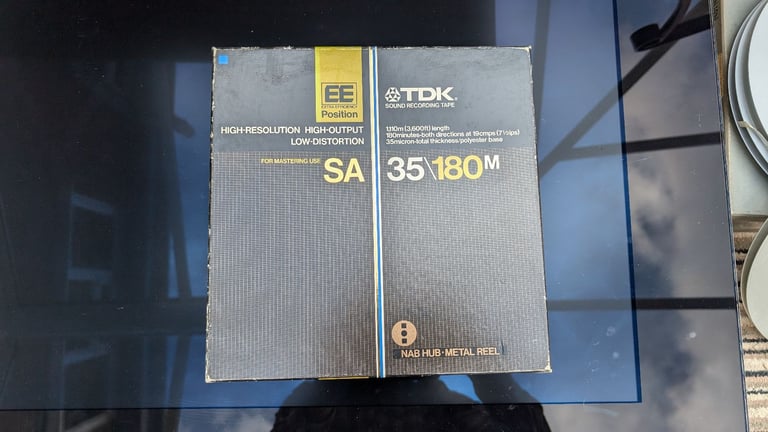 EE
EXTRA EFFICIENCY
Position
HIGH-RESOLUTION HIGH-OUTPUT
LOW-DISTORTION
FOR MASTERING USE SA
TDK®
SOUND RECORDING TAPE
1,110m (3,600ft) length
180minutes-both directions at 19cmps (7½ips)
35micron-total thickness/polyester base
35\180M
NAB HUB·METAL REEL